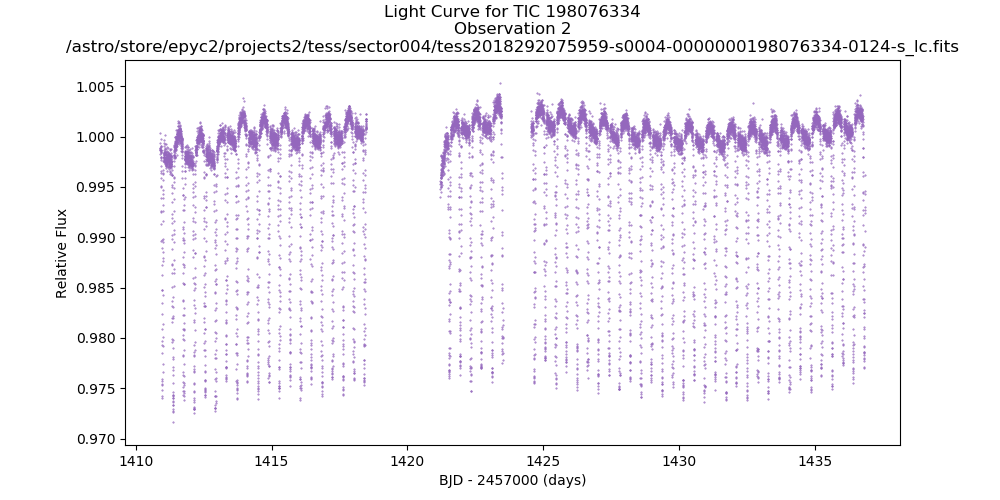 Light Curve for TIC 198076334
Observation 2
/astro/store/epyc2/projects2/tess/sector004/tess2018292075959-s0004-0000000198076334-0124-s_lc.fits
1.005
1.000
0.995
0.990
0.985
0.980
0.975
0.970
Relative Flux
1410
1415
1420
1425
1430
1435
BJD - 2457000 (days)